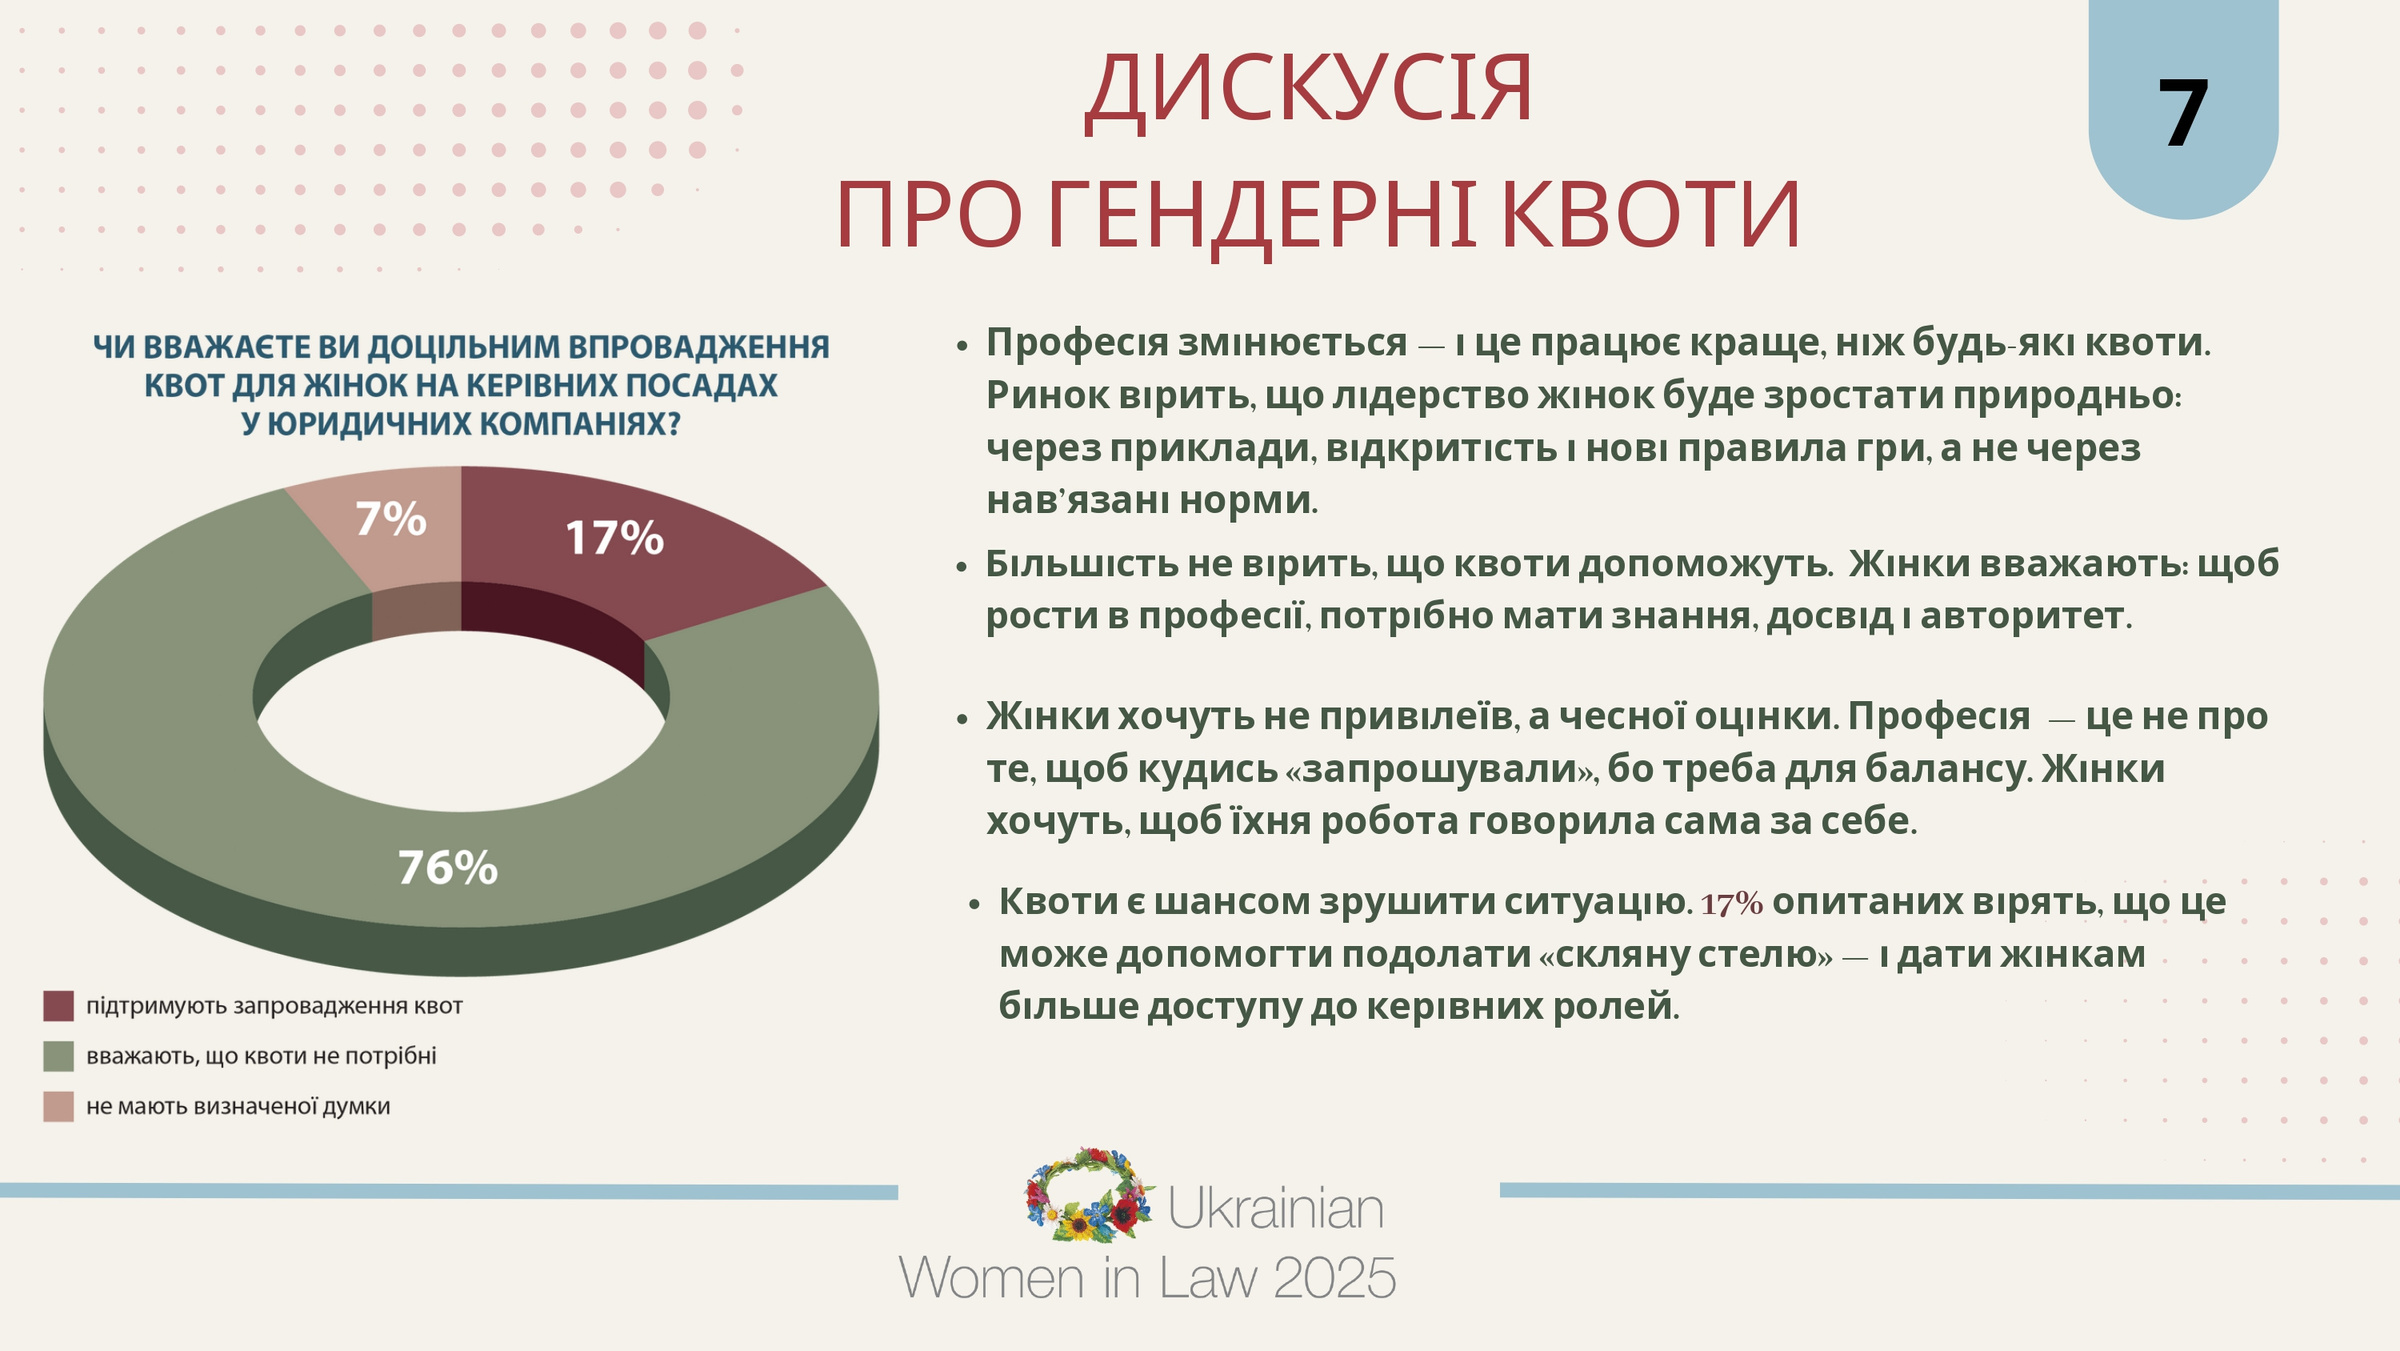 ДИСКУСІЯ
ПРО ГЕНДЕРНІ КВОТИ
7
ЧИ ВВАЖАЄТЕ ВИ ДОЦІЛЬНИМ ВПРОВАДЖЕННЯ
КВОТ ДЛЯ ЖІНОК НА КЕРІВНИХ ПОСАДАХ
У ЮРИДИЧНИХ КОМПАНІЯХ?
7%
17%
76%
підтримують запровадження квот
вважають, що квоти не потрібні
не мають визначеної думки
• Професія змінюється — і це працює краще, ніж будь-які квоти.
Ринок вірить, що лідерство жінок буде зростати природньо:
через приклади, відкритість і нові правила гри, а не через
нав’язані норми.
• Більшість не вірить, що квоти допоможуть. Жінки вважають: щоб
рости в професії, потрібно мати знання, досвід і авторитет.
• Жінки хочуть не привілеїв, а чесної оцінки. Професія — це не про
те, щоб кудись «запрошували», бо треба для балансу. Жінки
хочуть, щоб їхня робота говорила сама за себе.
• Квоти є шансом зрушити ситуацію. 17% опитаних вірять, що це
може допомогти подолати «скляну стелю» — і дати жінкам
більше доступу до керівних ролей.
Ukrainian
Women in Law 2025